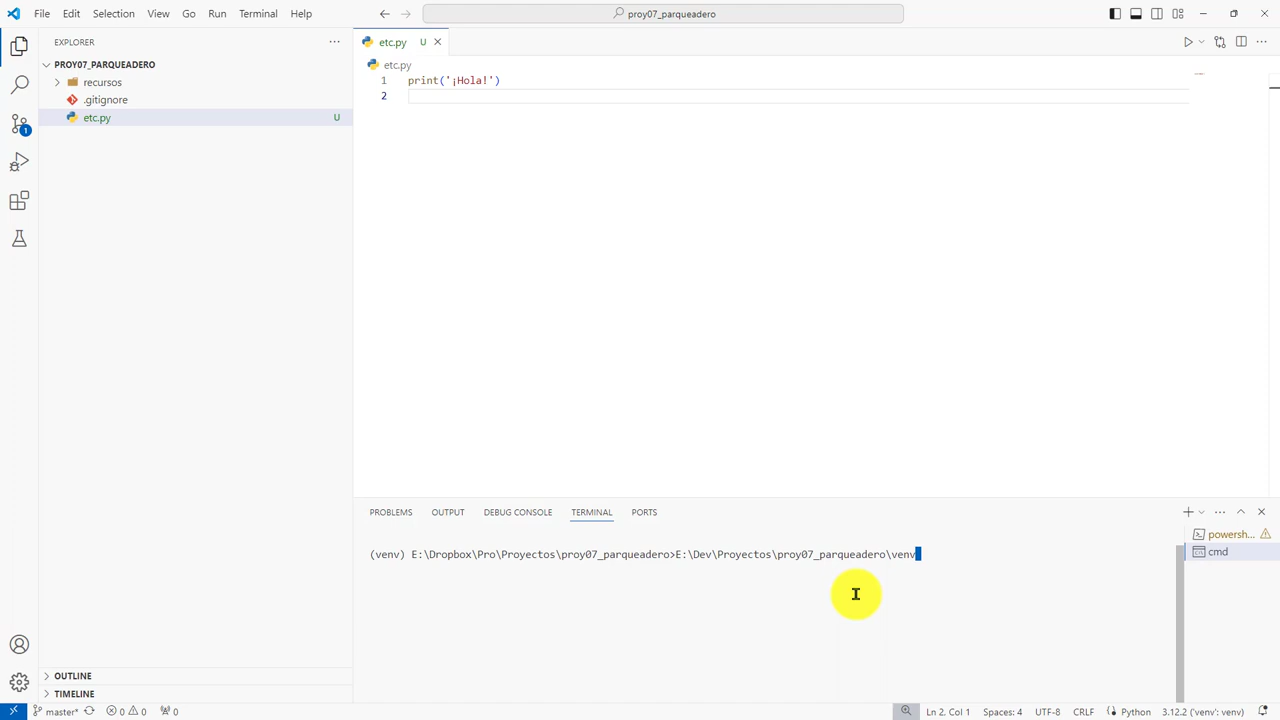 File Edit Selection View Go Run Terminal Help
proy07_parqueadero
EXPLORER
PROY07_PARQUEADERO
recursos
.gitignore
etc.py U
etc.py U
etc.py
1 print('¡Hola!')
2
PROBLEMS OUTPUT DEBUG CONSOLE TERMINAL PORTS
(venv) E:\Dropbox\Pro\Proyectos\proy07_parqueadero>E:\Dev\Proyectos\proy07_parqueadero\venv
powersh...
cmd
1
OUTLINE
TIMELINE
master* 0 0 0 Ln 2, Col 1 Spaces: 4 UTF-8 CRLF Python 3.12.2 ('venv': venv)